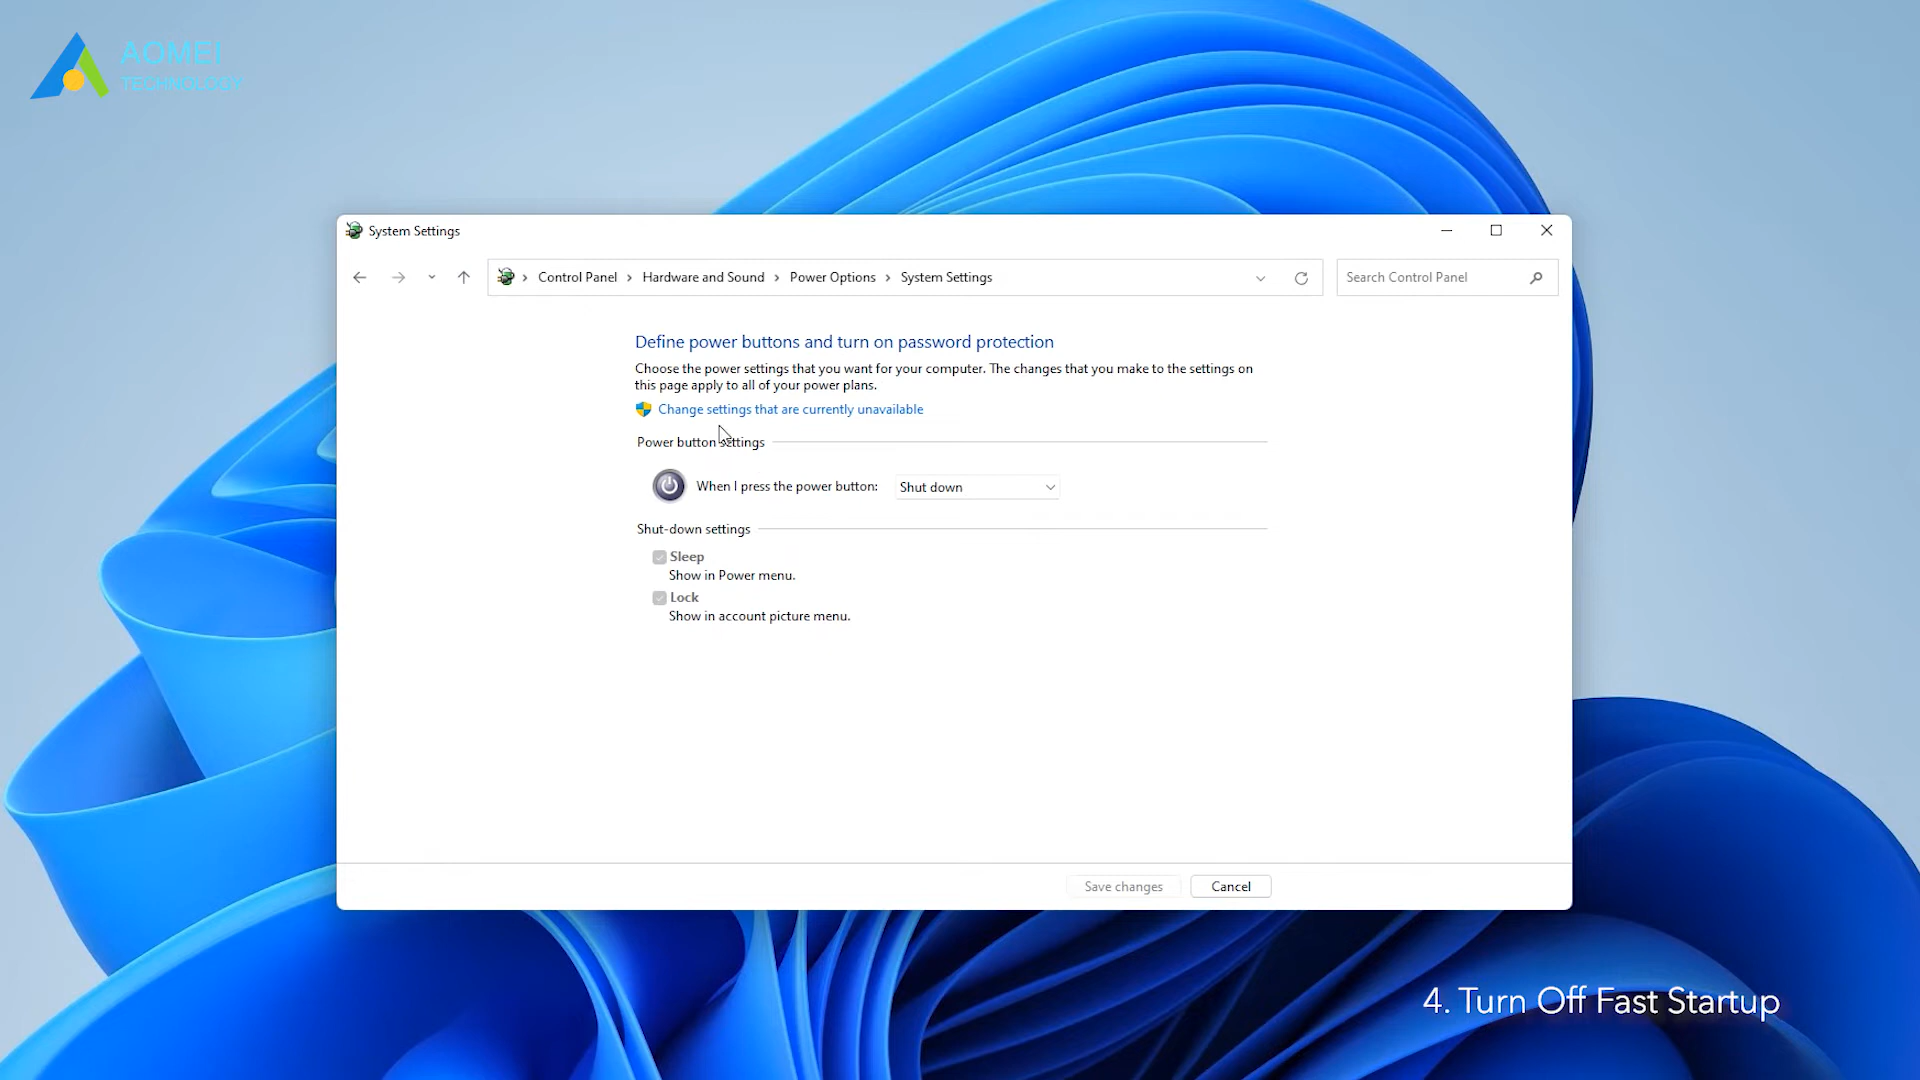 AOMEI
TECHNOLOGY
System Settings
Control Panel > Hardware and Sound > Power Options > System Settings
Search Control Panel
Define power buttons and turn on password protection
Choose the power settings that you want for your computer. The changes that you make to the settings on
this page apply to all of your power plans.
Change settings that are currently unavailable
Power button settings
When I press the power button: Shut down
Shut-down settings
Sleep
Show in Power menu.
Lock
Show in account picture menu.
Save changes Cancel
4. Turn Off Fast Startup